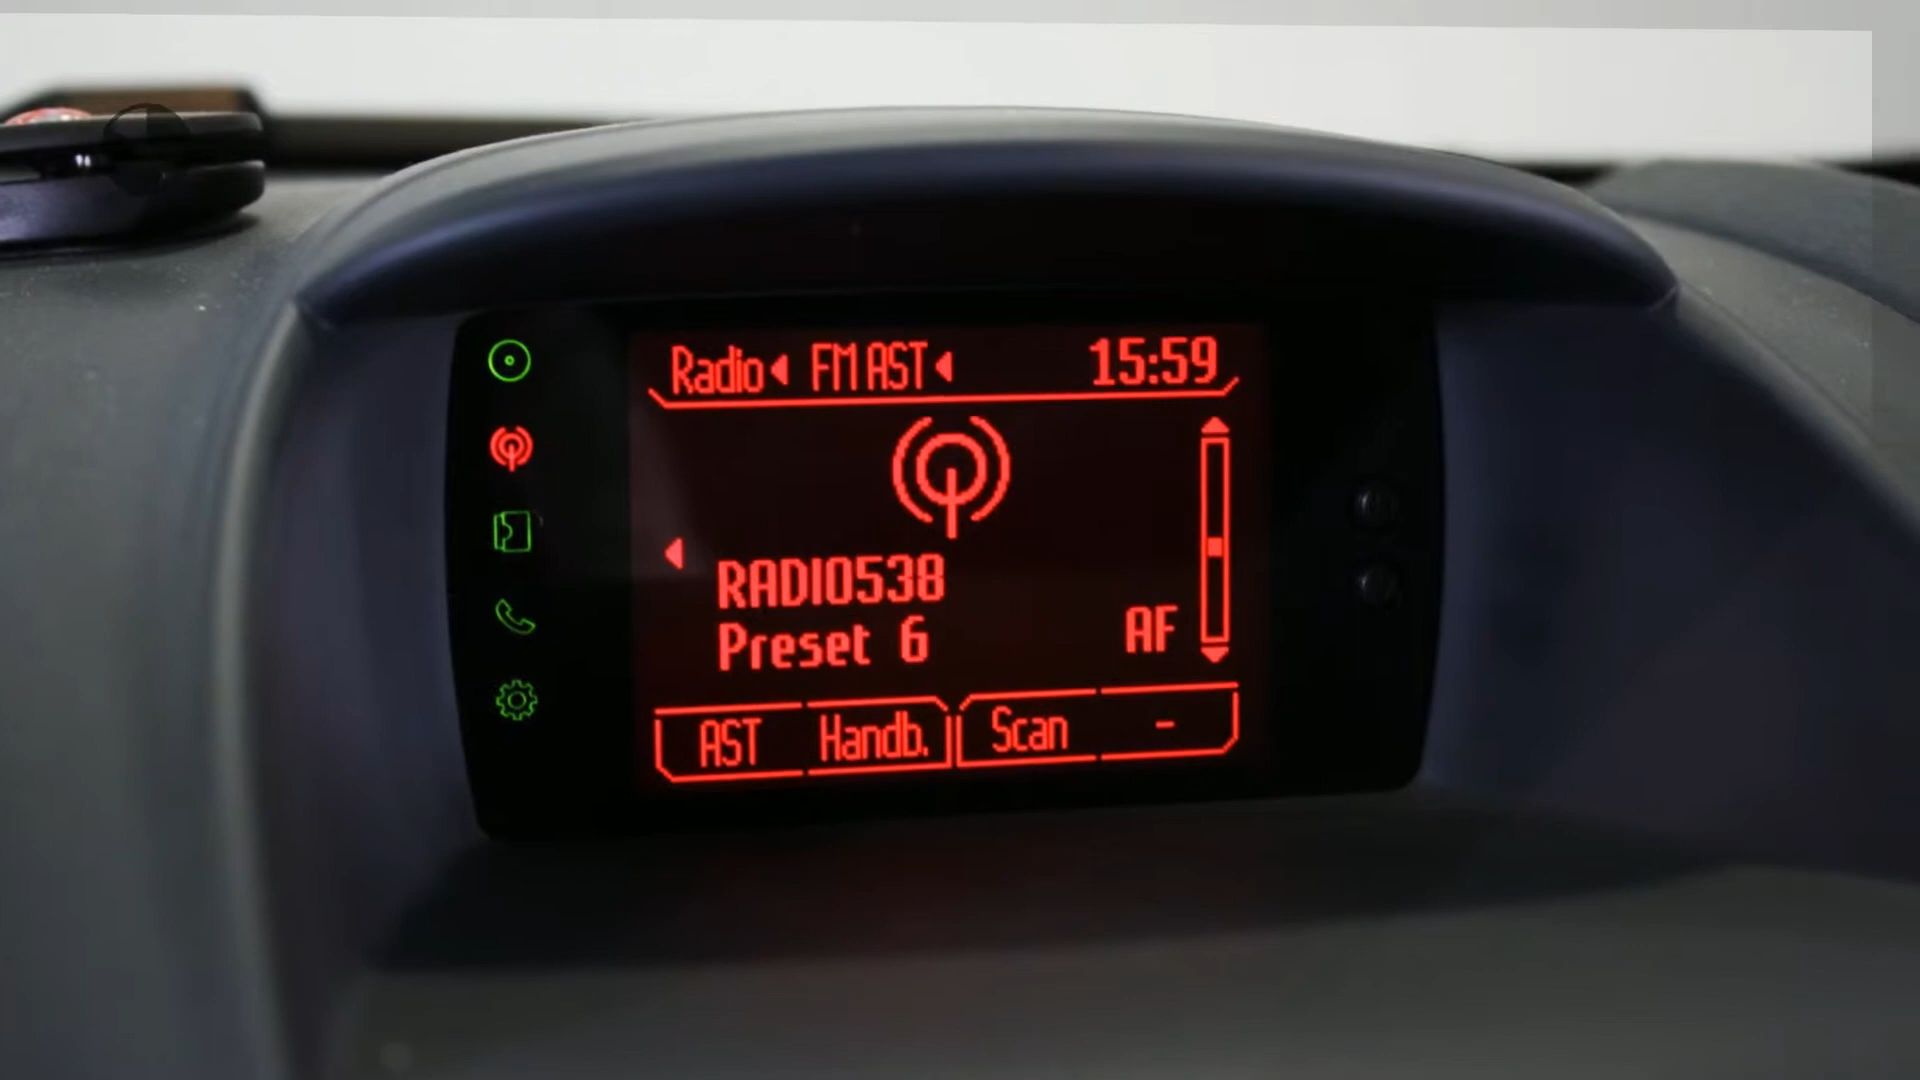 Radio FM AST 15:59
RADIO538
Preset 6 AF
AST Handb. Scan -